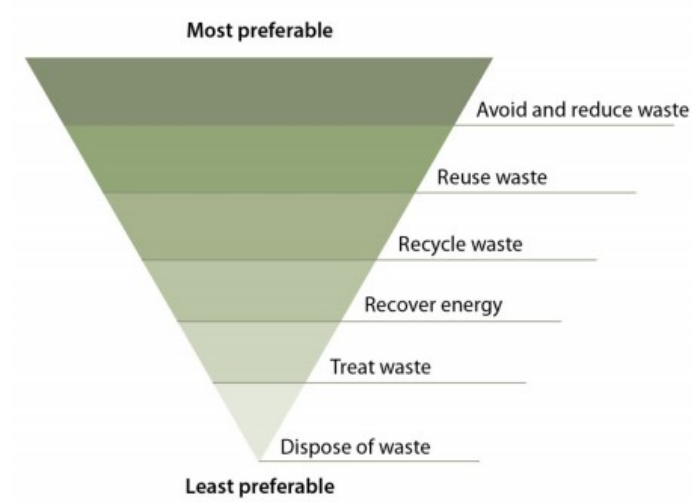 Most preferable
Avoid and reduce waste
Reuse waste
Recycle waste
Recover energy
Treat waste
Dispose of waste
Least preferable